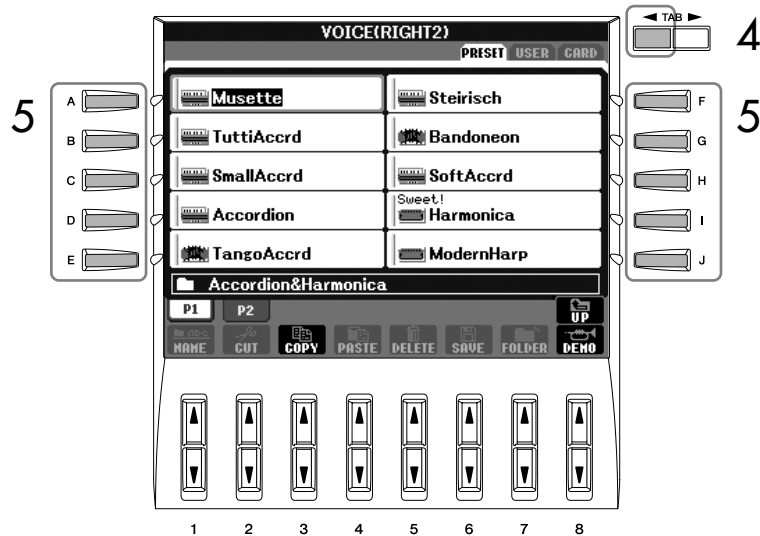 VOICE(RIGHT2)
PRESET USER CARD
◄ TAB ►
4
5
5
A
B
C
D
E
F
G
H
I
J
Musette
Steirisch
TuttiAccrd
Bandoneon
SmallAccrd
SoftAccrd
Accordion
Sweet!
Harmonica
TangoAccrd
ModernHarp
Accordion&Harmonica
P1 P2
UP
abc
NAME CUT COPY PASTE DELETE SAVE FOLDER DEMO
1 2 3 4 5 6 7 8